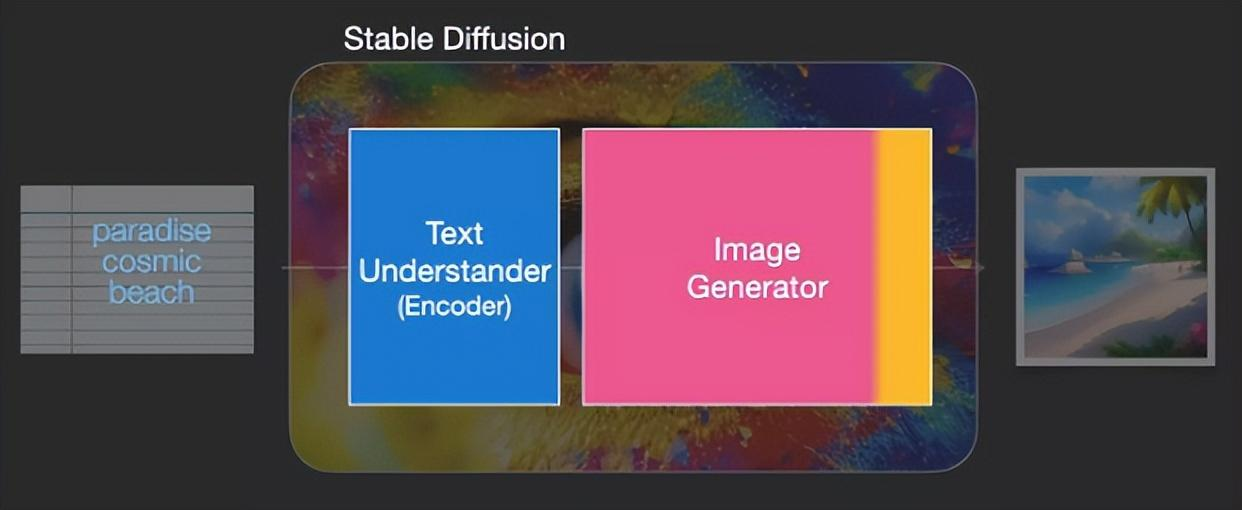 Stable Diffusion
paradise
cosmic
beach
Text
Understander
(Encoder)
Image
Generator